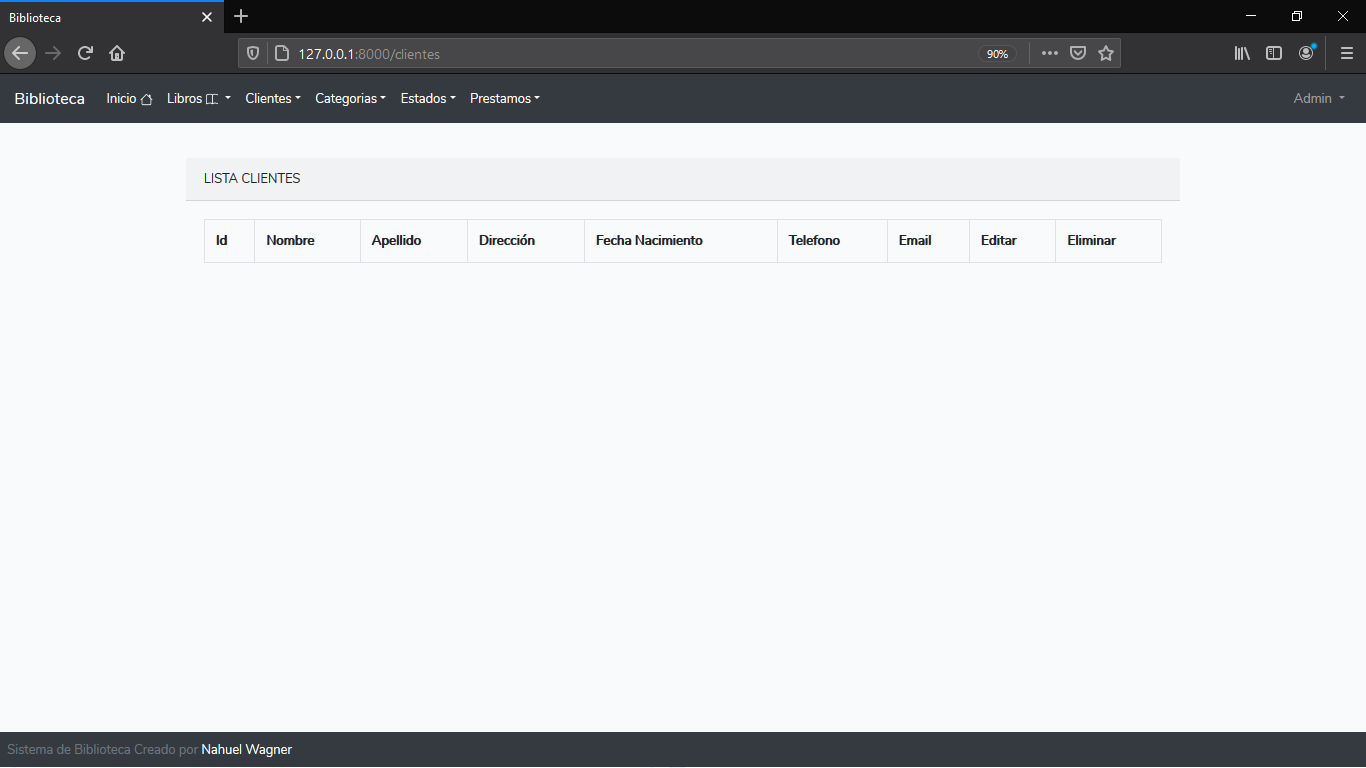 Biblioteca
127.0.0.1:8000/clientes 90%
Biblioteca Inicio Libros Clientes Categorias Estados Prestamos Admin
LISTA CLIENTES
Id Nombre Apellido Dirección Fecha Nacimiento Telefono Email Editar Eliminar
Sistema de Biblioteca Creado por Nahuel Wagner